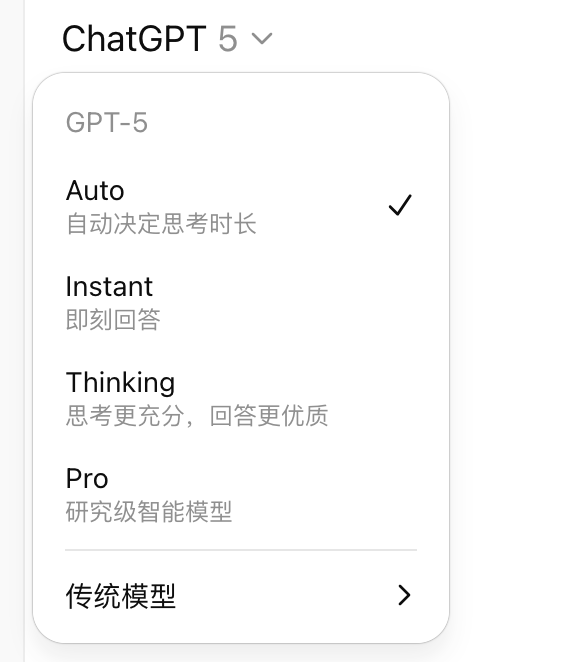 ChatGPT 5
GPT-5
Auto
自动决定思考时长
Instant
即刻回答
Thinking
思考更充分，回答更优质
Pro
研究级智能模型
传统模型